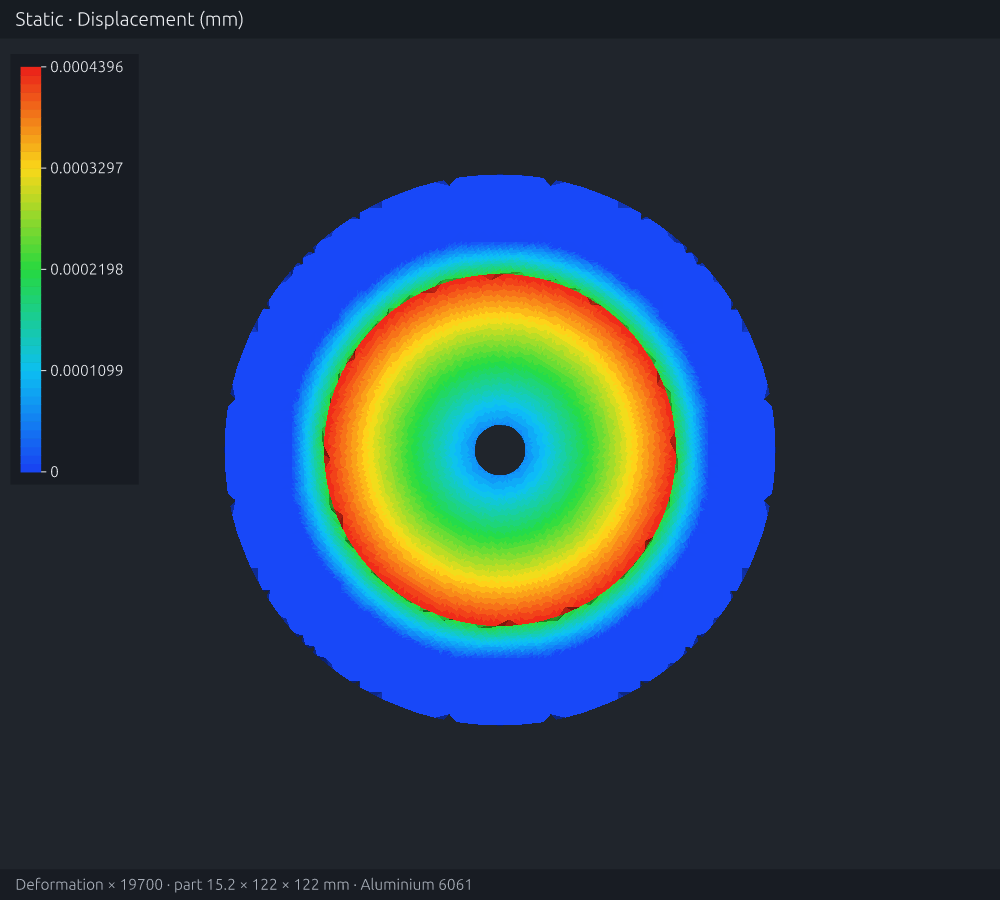 Static · Displacement (mm)
0.0004396
0.0003297
0.0002198
0.0001099
0
Deformation × 19700 · part 15.2 × 122 × 122 mm · Aluminium 6061